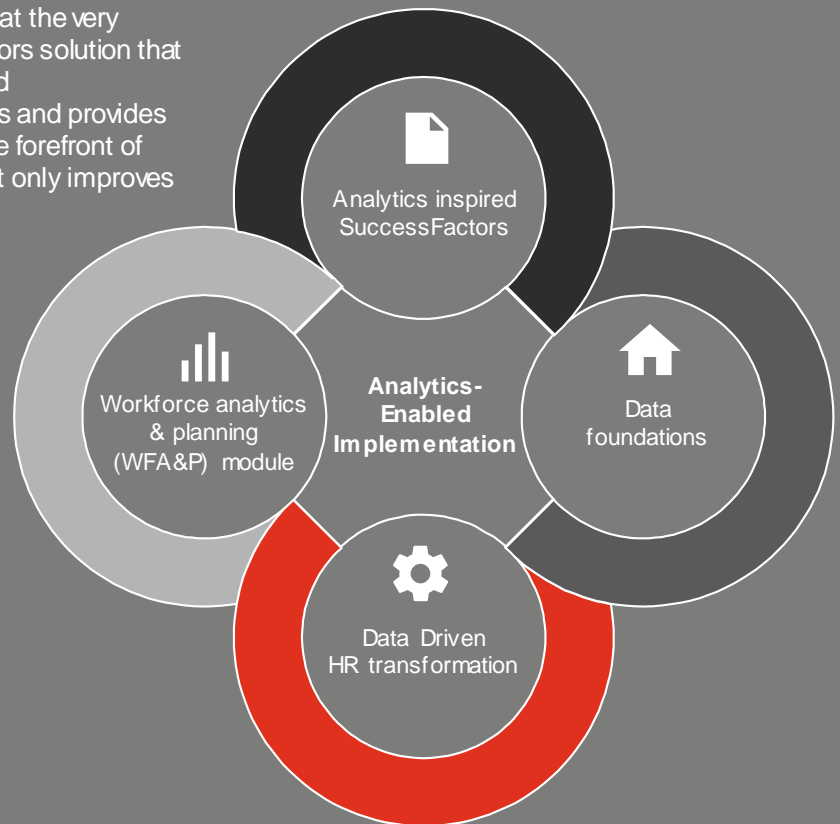 at the very
ors solution that
d
s and provides
e forefront of
t only improves
Analytics inspired
SuccessFactors
Workforce analytics
& planning
(WFA&P) module
Analytics-
Enabled
Implementation
Data
foundations
Data Driven
HR transformation